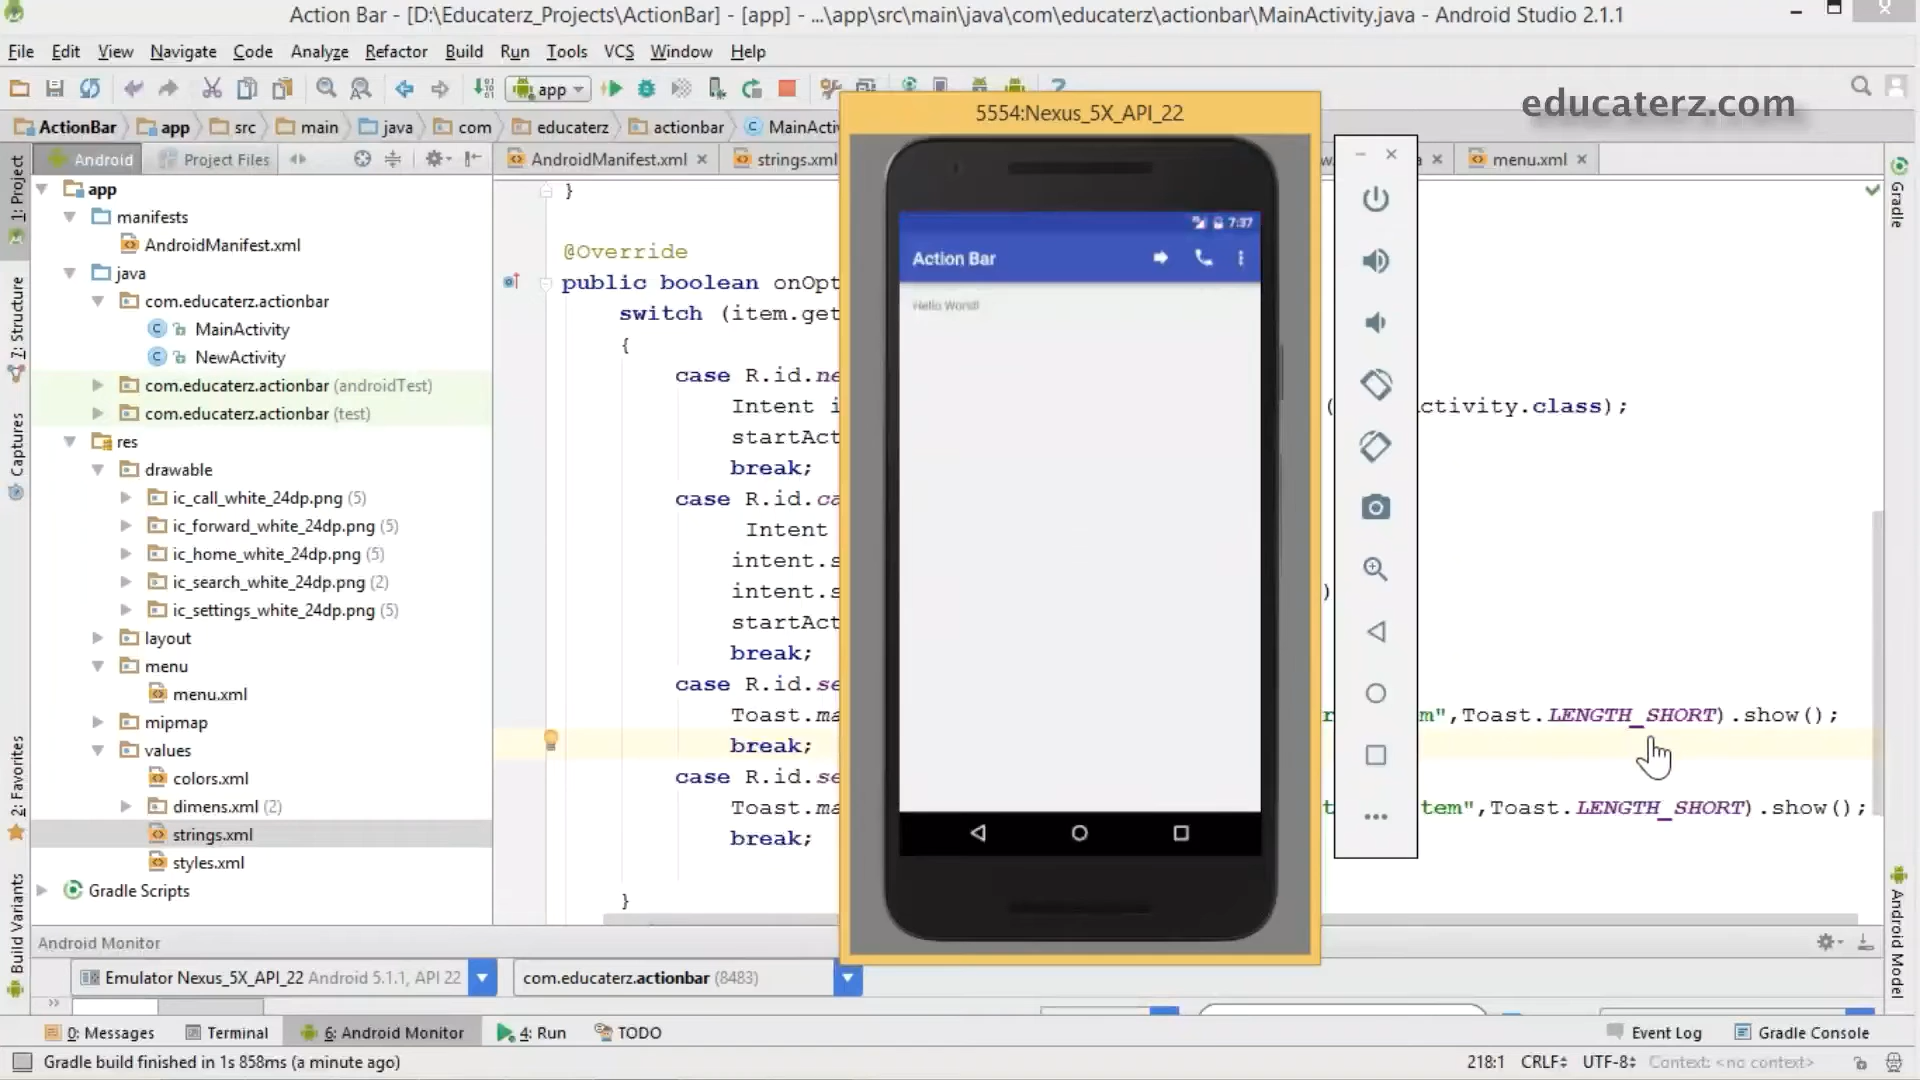 Action Bar - [D:\Educaterz_Projects\ActionBar] - [app] - ...\app\src\main\java\com\educaterz\actionbar\MainActivity.java - Android Studio 2.1.1
File Edit View Navigate Code Analyze Refactor Build Run Tools VCS Window Help
app
educaterz.com
5554:Nexus_5X_API_22
ActionBar app src main java com educaterz actionbar MainActi
Android Project Files
AndroidManifest.xml strings.xml menu.xml
1: Project
7: Structure
Captures
2: Favorites
Build Variants
app
manifests
AndroidManifest.xml
java
com.educaterz.actionbar
MainActivity
NewActivity
com.educaterz.actionbar (androidTest)
com.educaterz.actionbar (test)
res
drawable
ic_call_white_24dp.png (5)
ic_forward_white_24dp.png (5)
ic_home_white_24dp.png (5)
ic_search_white_24dp.png (2)
ic_settings_white_24dp.png (5)
layout
menu
menu.xml
mipmap
values
colors.xml
dimens.xml (2)
strings.xml
styles.xml
Gradle Scripts
}
@Override
public boolean onOpt
switch (item.get
{
case R.id.ne
Intent i ( ctivity.class);
startAct
break;
case R.id.ca
Intent
intent.s
intent.s )
startAct
break;
case R.id.se
Toast.ma m",Toast.LENGTH_SHORT).show();
break;
case R.id.se
Toast.ma tem",Toast.LENGTH_SHORT).show();
break;
}
7:37
Action Bar
Hello World!
Gradle
Android Model
Android Monitor
Emulator Nexus_5X_API_22 Android 5.1.1, API 22
com.educaterz.actionbar (8483)
0: Messages Terminal 6: Android Monitor 4: Run TODO Event Log Gradle Console
Gradle build finished in 1s 858ms (a minute ago) 218:1 CRLF UTF-8 Context: <no context>